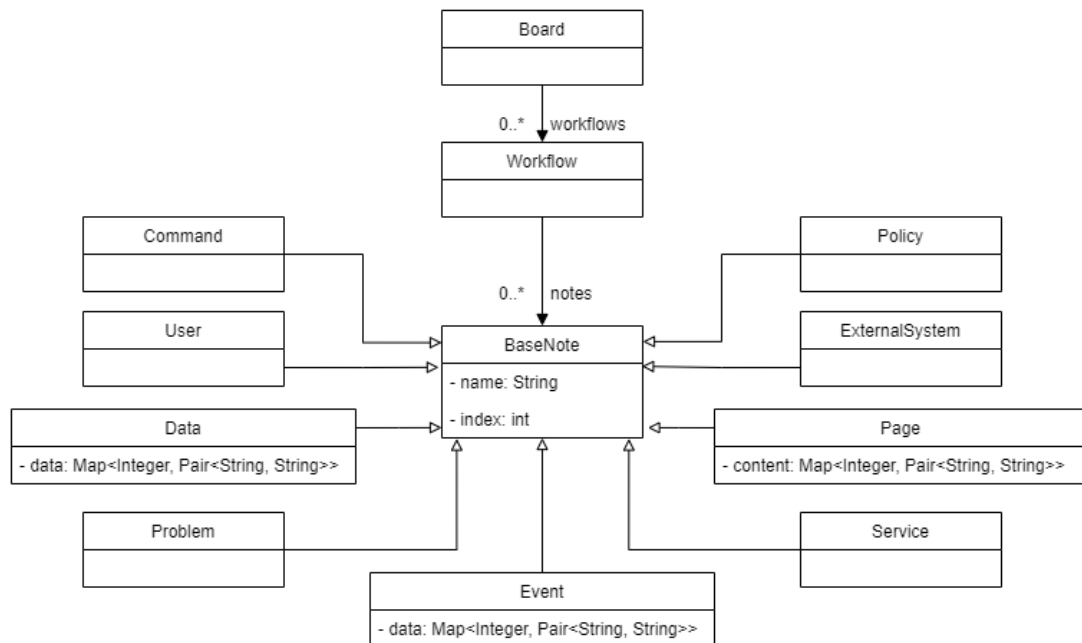 Board
0..* workflows
Workflow
Command
Policy
0..* notes
User
BaseNote
ExternalSystem
- name: String
- index: int
Data
- data: Map<Integer, Pair<String, String>>
Page
- content: Map<Integer, Pair<String, String>>
Problem
Service
Event
- data: Map<Integer, Pair<String, String>>